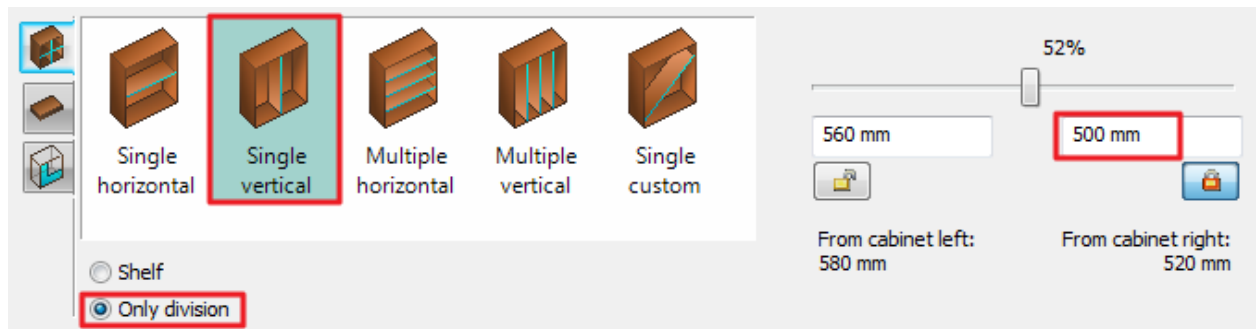 52%
560 mm
500 mm
Single horizontal
Single vertical
Multiple horizontal
Multiple vertical
Single custom
From cabinet left:
580 mm
From cabinet right:
520 mm
Shelf
Only division